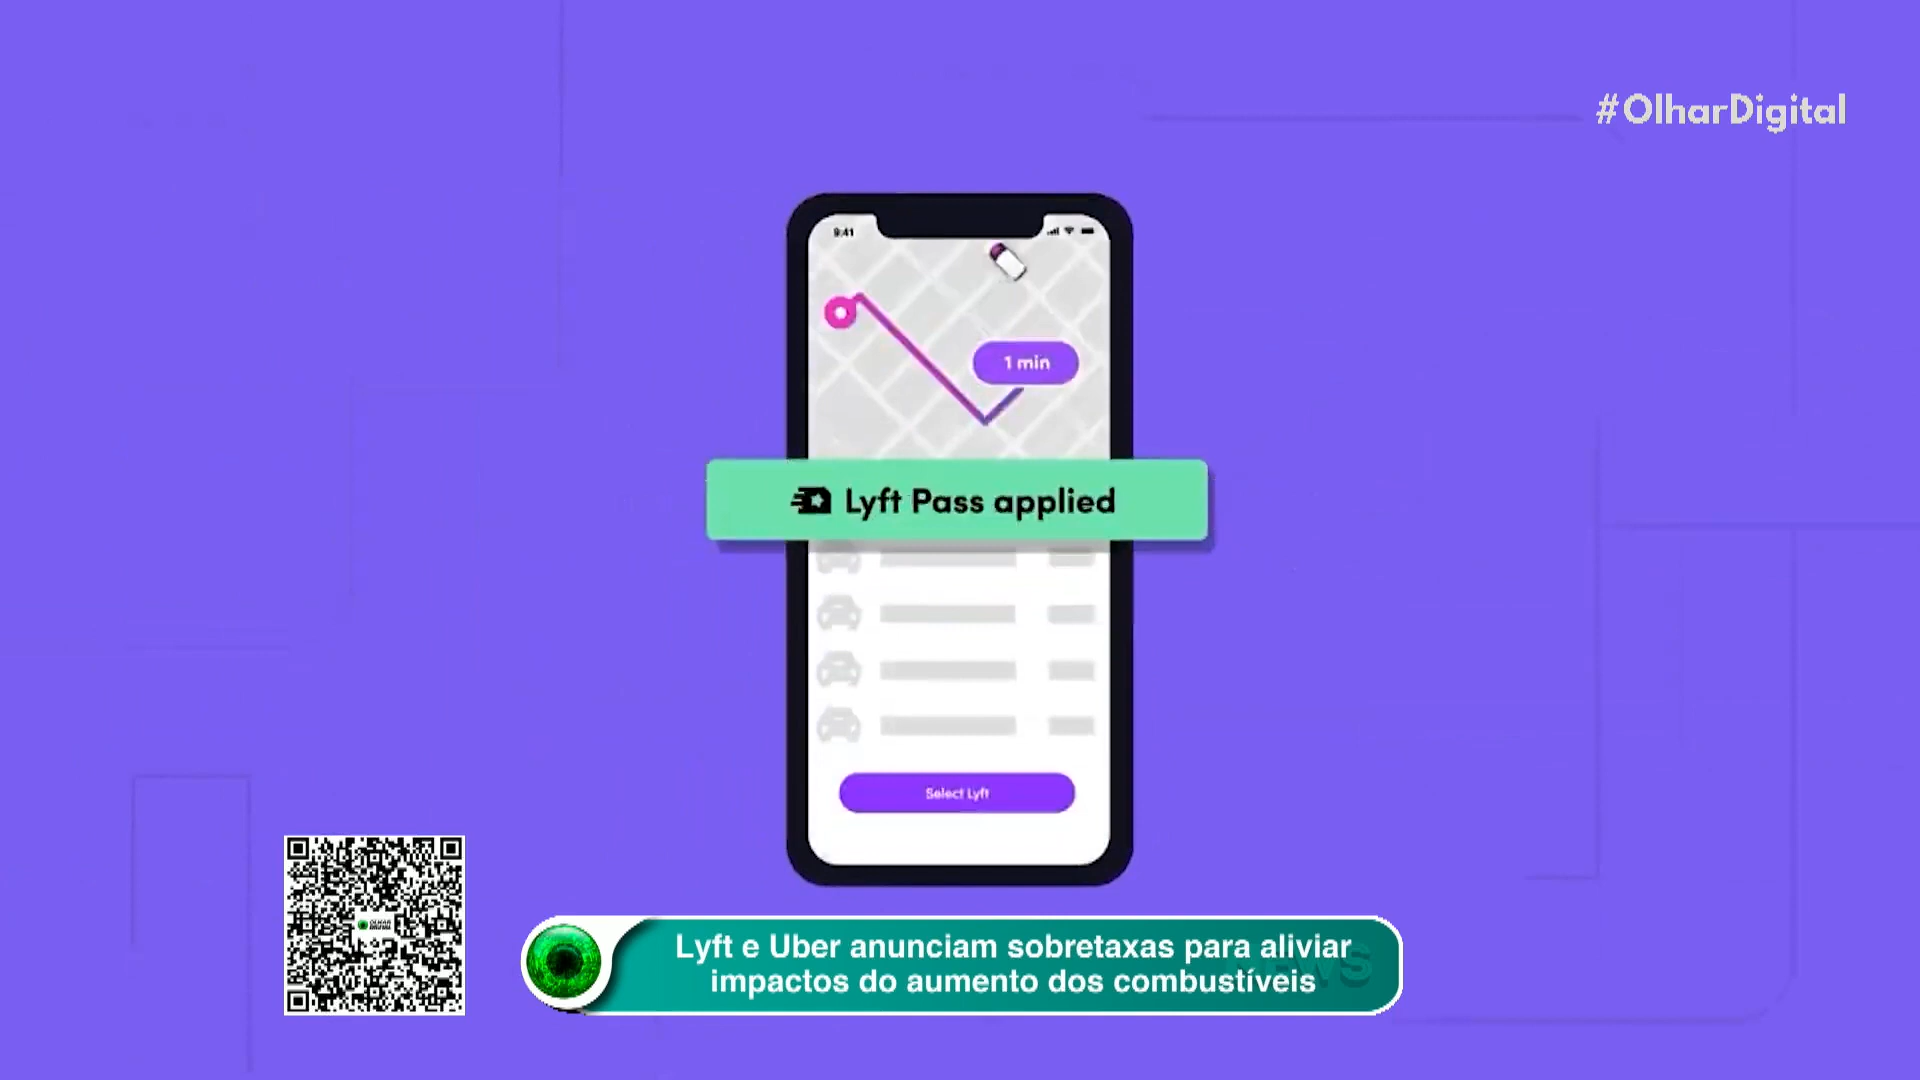 #OlharDigital
9:41
1 min
Lyft Pass applied
Select Lyft
Lyft e Uber anunciam sobretaxas para aliviar
impactos do aumento dos combustíveis
NEWS